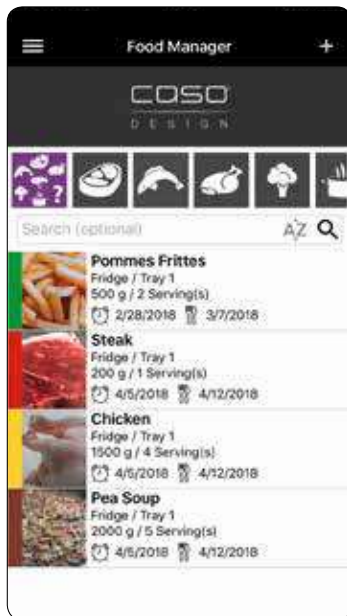 Food Manager
+
caso
DESIGN
?
Search (optional)
AZ
Pommes Frittes
Fridge / Tray 1
500 g / 2 Serving(s)
2/28/2018 3/7/2018
Steak
Fridge / Tray 1
200 g / 1 Serving(s)
4/5/2018 4/12/2018
Chicken
Fridge / Tray 1
1500 g / 4 Serving(s)
4/5/2018 4/12/2018
Pea Soup
Fridge / Tray 1
2000 g / 5 Serving(s)
4/5/2018 4/12/2018